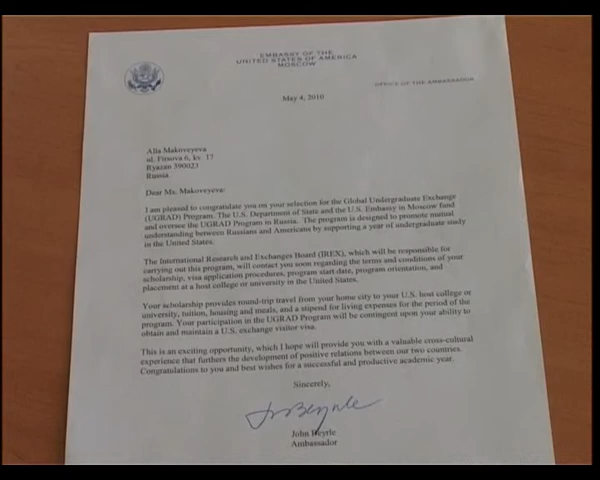 EMBASSY OF THE
UNITED STATES OF AMERICA
MOSCOW
OFFICE OF THE AMBASSADOR
May 4, 2010
Alla Makoveyeva
ul. Firsova 6, kv. 17
Ryazan 390023
Russia
Dear Ms. Makoveyeva:
I am pleased to congratulate you on your selection for the Global Undergraduate Exchange
(UGRAD) Program. The U.S. Department of State and the U.S. Embassy in Moscow fund
and oversee the UGRAD Program in Russia. The program is designed to promote mutual
understanding between Russians and Americans by supporting a year of undergraduate study
in the United States.
The International Research and Exchanges Board (IREX), which will be responsible for
carrying out this program, will contact you soon regarding the terms and conditions of your
scholarship, visa application procedures, program start date, program orientation, and
placement at a host college or university in the United States.
Your scholarship provides round-trip travel from your home city to your U.S. host college or
university, tuition, housing and meals, and a stipend for living expenses for the period of the
program. Your participation in the UGRAD Program will be contingent upon your ability to
obtain and maintain a U.S. exchange visitor visa.
This is an exciting opportunity, which I hope will provide you with a valuable cross-cultural
experience that furthers the development of positive relations between our two countries.
Congratulations to you and best wishes for a successful and productive academic year.
Sincerely,
John Beyrle
Ambassador